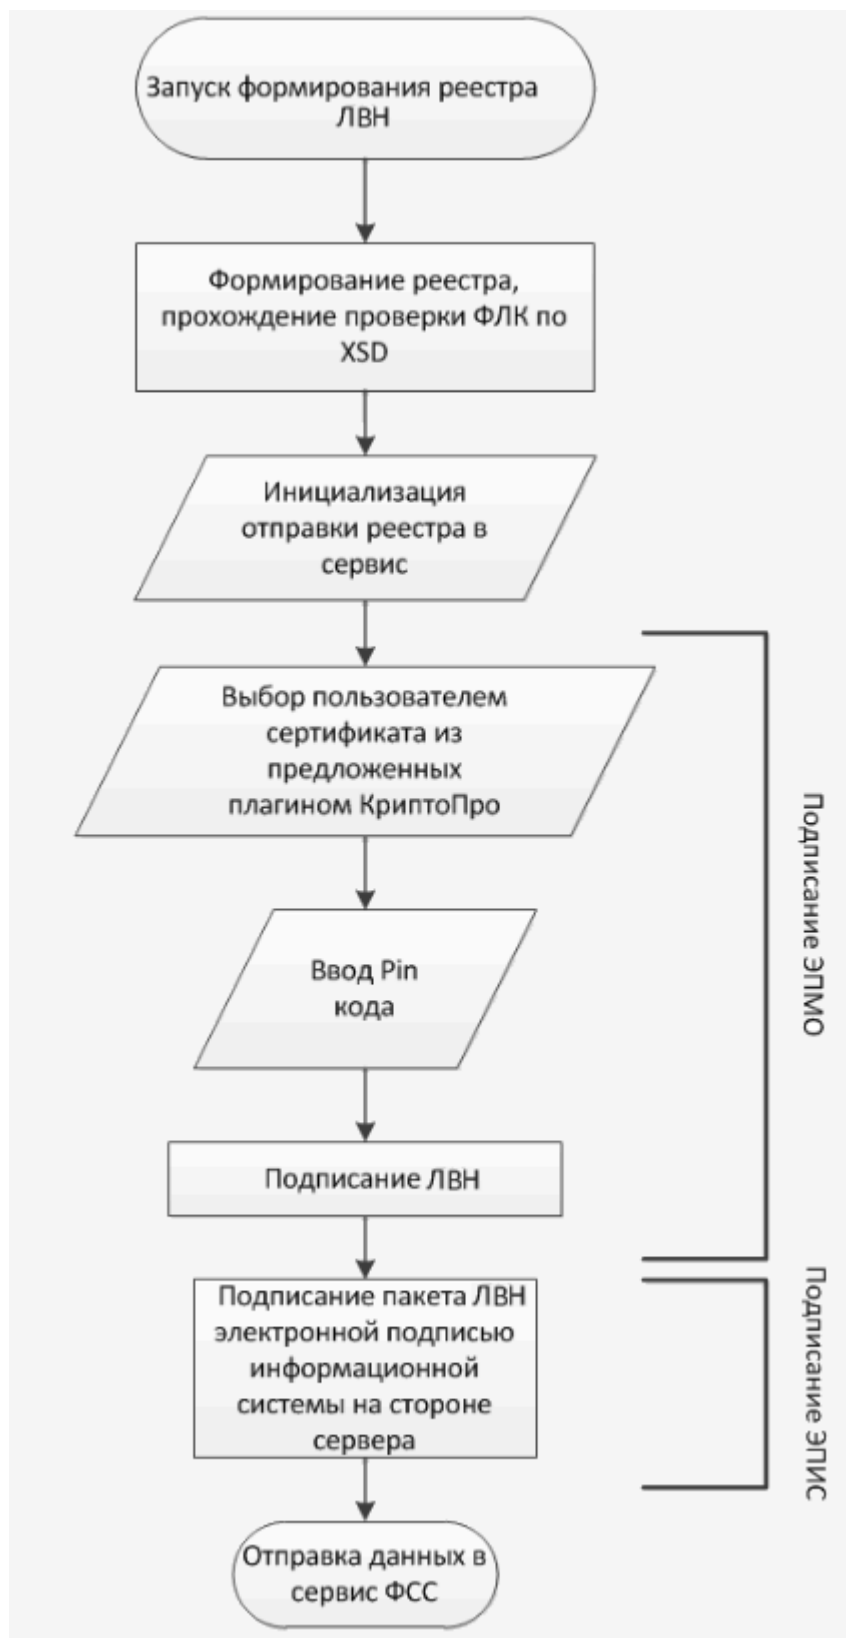 Запуск формирования реестра
ЛВН
Формирование реестра,
прохождение проверки ФЛК по
XSD
Инициализация
отправки реестра в
сервис
Выбор пользователем
сертификата из
предложенных
плагином КриптоПро
Ввод Pin
кода
Подписание ЛВН
Подписание ЭПМО
Подписание пакета ЛВН
электронной подписью
информационной
системы на стороне
сервера
Подписание ЭПИС
Отправка данных в
сервис ФСС